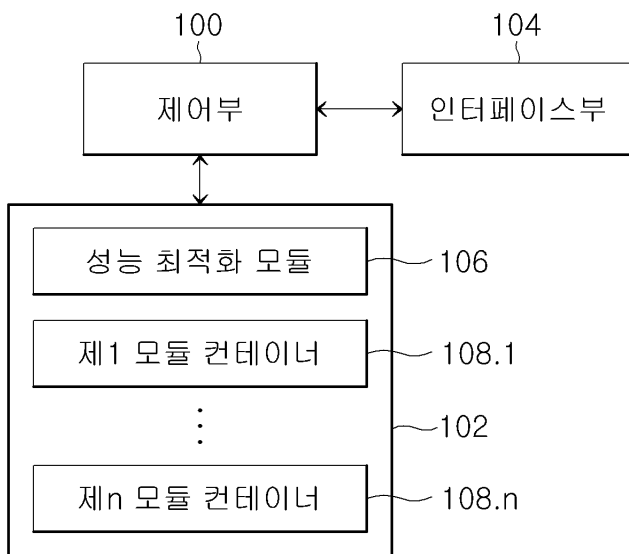 100
104
제어부
인터페이스부
성능 최적화 모듈
106
제1 모듈 컨테이너
108.1
102
제n 모듈 컨테이너
108.n